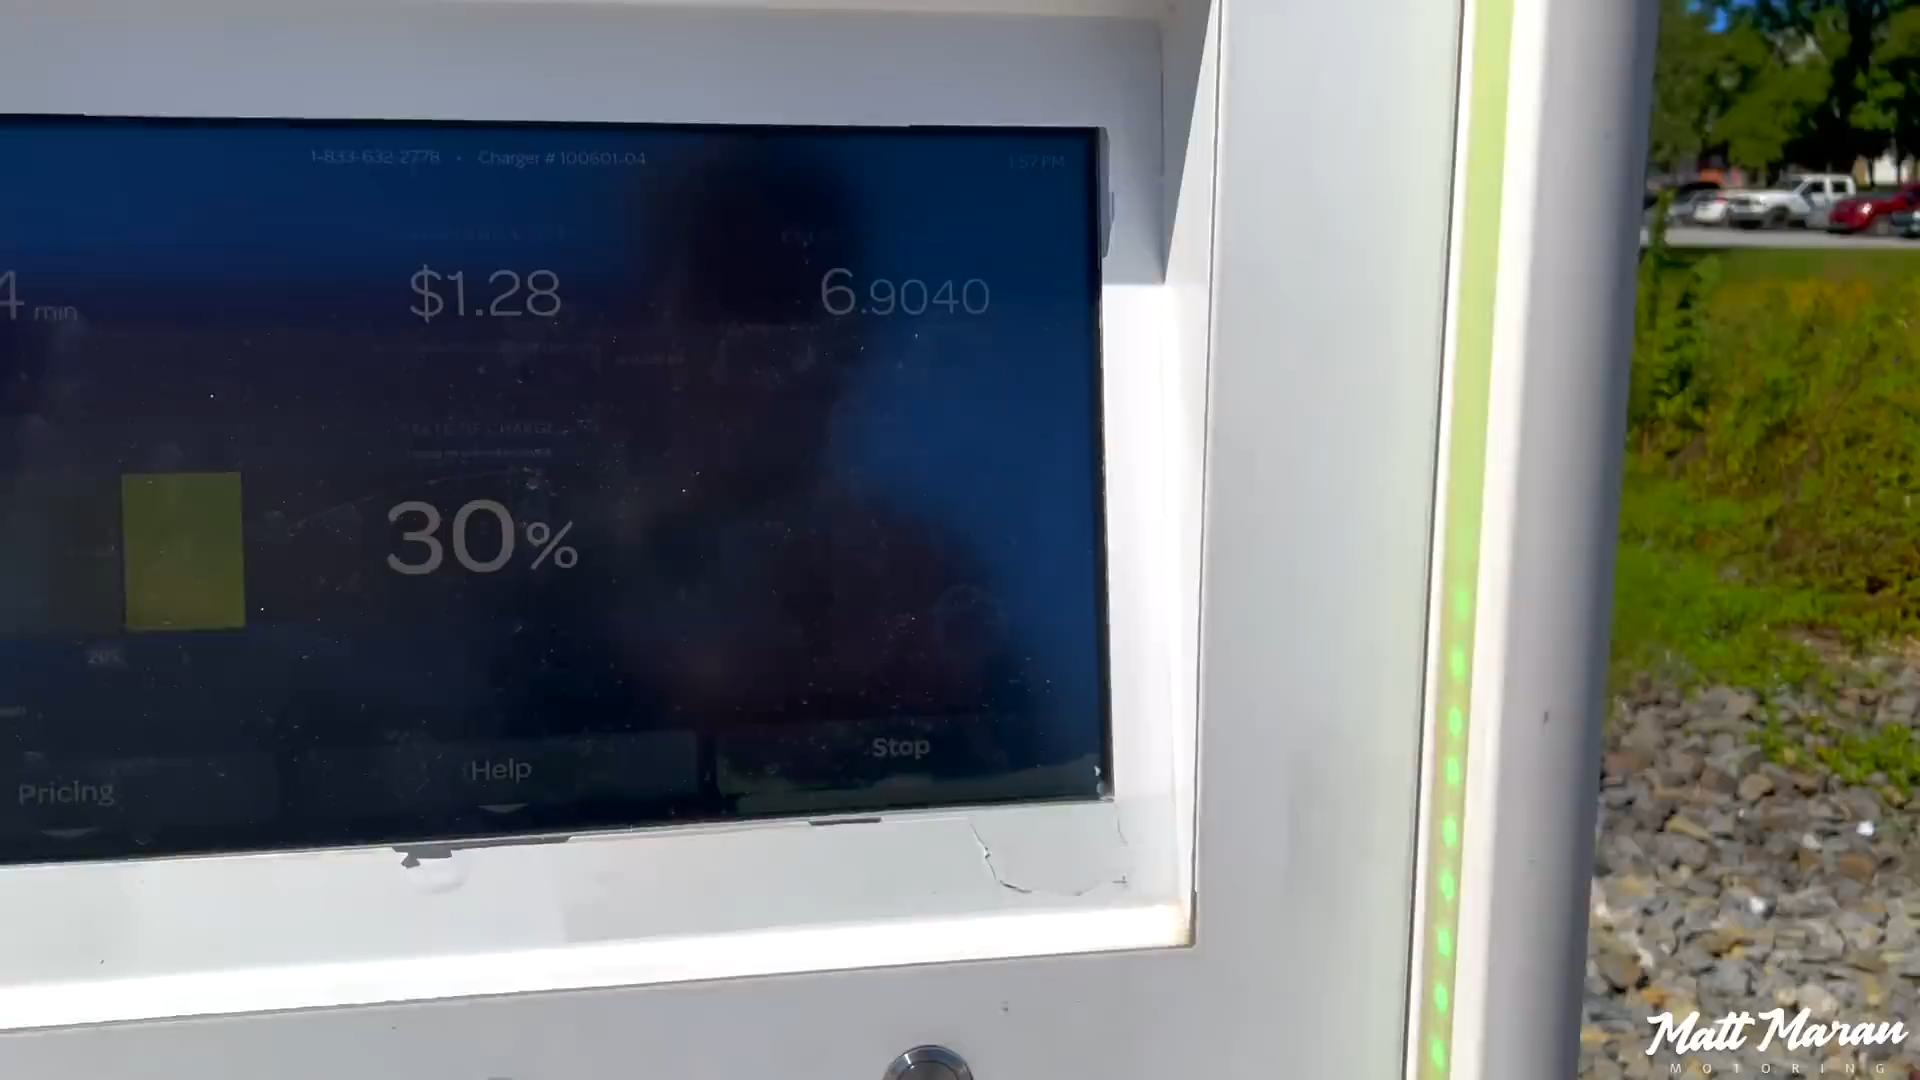 1-833-632-2778 · Charger # 100601-04
1:57 PM
4 min
$1.28
6.9040
STATE OF CHARGE
30%
20%
Pricing
Help
Stop
Matt Maran
MOTORING